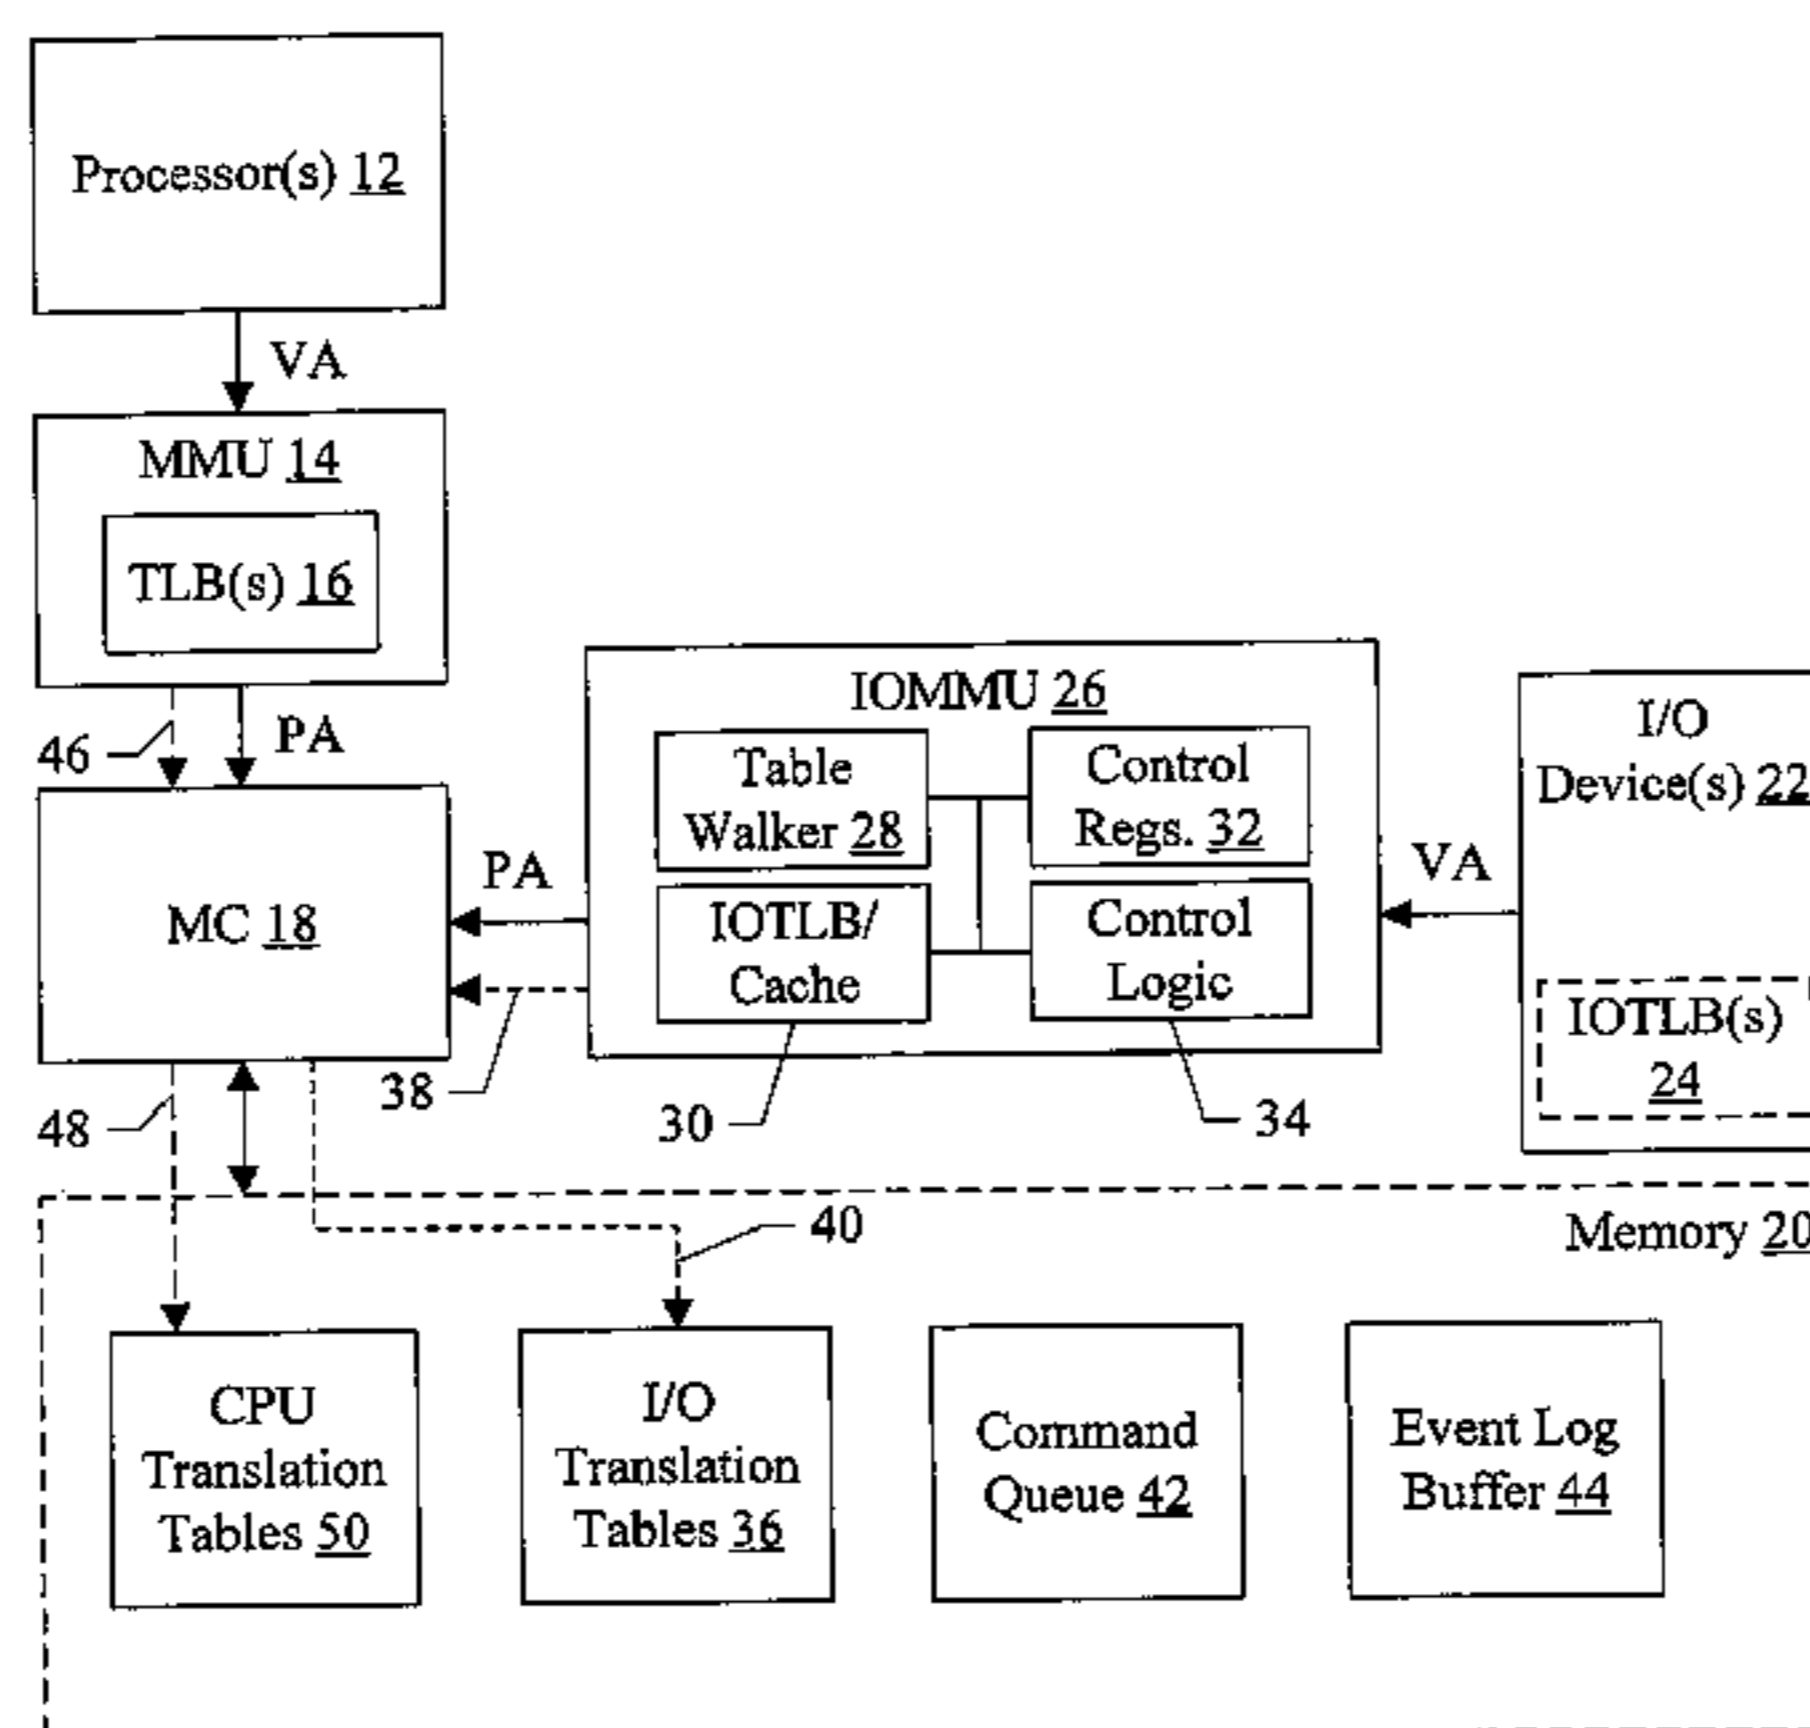 Processor(s) 12
VA
MMU 14
TLB(s) 16
46
PA
MC 18
PA
38
IOMMU 26
Table
Walker 28
Control
Regs. 32
IOTLB/
Cache
Control
Logic
30
34
VA
I/O
Device(s) 22
IOTLB(s)
24
48
40
Memory 20
CPU
Translation
Tables 50
I/O
Translation
Tables 36
Command
Queue 42
Event Log
Buffer 44